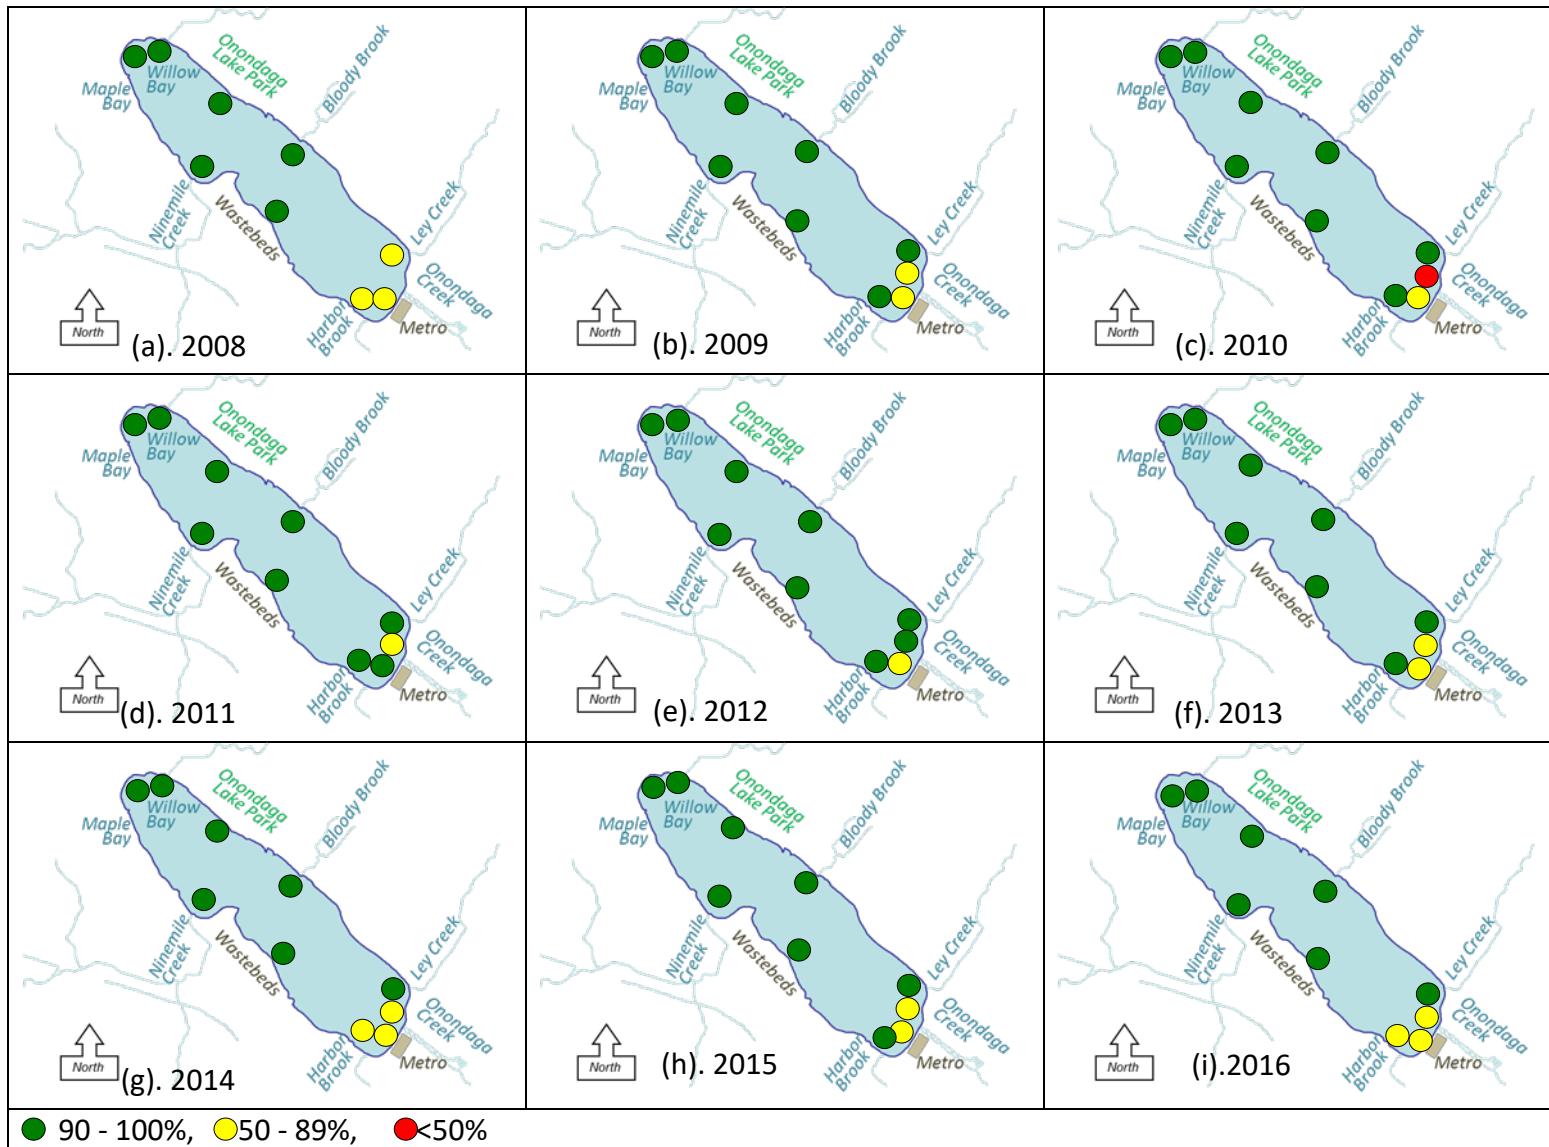 Onondaga
Lake Park
Bloody Brook
Maple
Bay
Willow
Bay
Ninemile
Creek
Wastebeds
Ley Creek
Onondaga
Creek
Harbor
Brook
Metro
North
(a). 2008
Onondaga
Lake Park
Bloody Brook
Maple
Bay
Willow
Bay
Ninemile
Creek
Wastebeds
Ley Creek
Onondaga
Creek
Harbor
Brook
Metro
North
(b). 2009
Onondaga
Lake Park
Bloody Brook
Maple
Bay
Willow
Bay
Ninemile
Creek
Wastebeds
Ley Creek
Onondaga
Creek
Harbor
Brook
Metro
North
(c). 2010
Onondaga
Lake Park
Bloody Brook
Maple
Bay
Willow
Bay
Ninemile
Creek
Wastebeds
Ley Creek
Onondaga
Creek
Harbor
Brook
Metro
North
(d). 2011
Onondaga
Lake Park
Bloody Brook
Maple
Bay
Willow
Bay
Ninemile
Creek
Wastebeds
Ley Creek
Onondaga
Creek
Harbor
Brook
Metro
North
(e). 2012
Onondaga
Lake Park
Bloody Brook
Maple
Bay
Willow
Bay
Ninemile
Creek
Wastebeds
Ley Creek
Onondaga
Creek
Harbor
Brook
Metro
North
(f). 2013
Onondaga
Lake Park
Bloody Brook
Maple
Bay
Willow
Bay
Ninemile
Creek
Wastebeds
Ley Creek
Onondaga
Creek
Harbor
Brook
Metro
North
(g). 2014
Onondaga
Lake Park
Bloody Brook
Maple
Bay
Willow
Bay
Ninemile
Creek
Wastebeds
Ley Creek
Onondaga
Creek
Harbor
Brook
Metro
North
(h). 2015
Onondaga
Lake Park
Bloody Brook
Maple
Bay
Willow
Bay
Ninemile
Creek
Wastebeds
Ley Creek
Onondaga
Creek
Harbor
Brook
Metro
North
(i).2016
90 - 100%, 50 - 89%, <50%